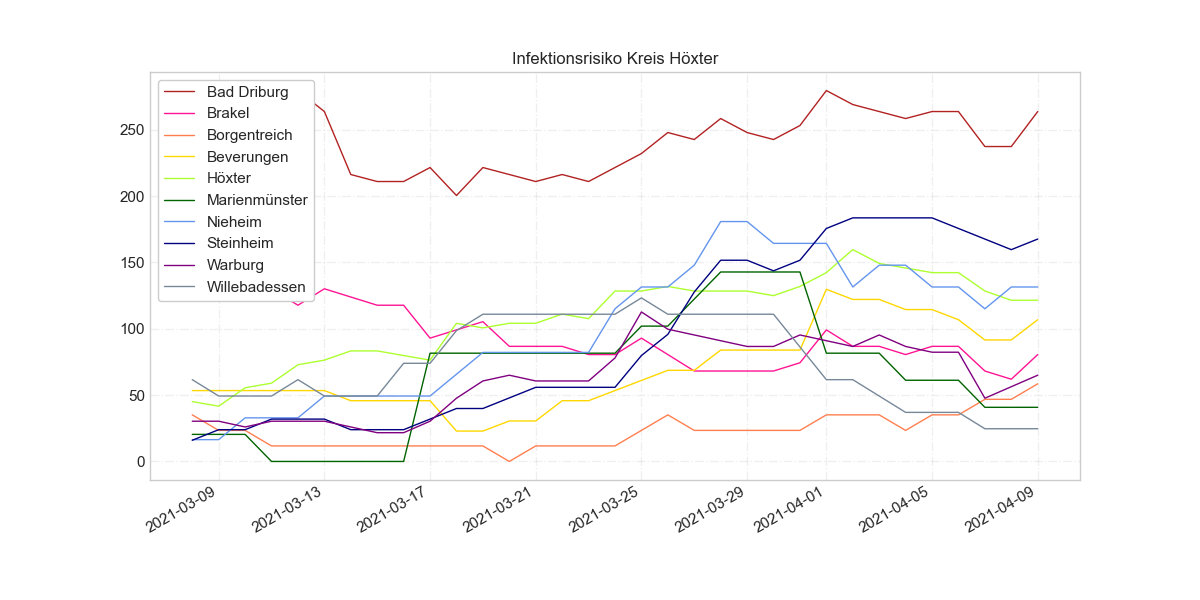 Infektionsrisiko Kreis Höxter
Bad Driburg
Brakel
Borgentreich
Beverungen
Höxter
Marienmünster
Nieheim
Steinheim
Warburg
Willebadessen
250
200
150
100
50
0
2021-03-09
2021-03-13
2021-03-17
2021-03-21
2021-03-25
2021-03-29
2021-04-01
2021-04-05
2021-04-09